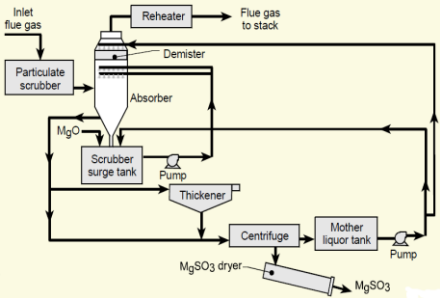 Inlet
flue gas
Reheater
Flue gas
to stack
Demister
Particulate
scrubber
Absorber
MgO
Scrubber
surge tank
Pump
Thickener
Centrifuge
Mother
liquor tank
Pump
MgSO3 dryer
MgSO3